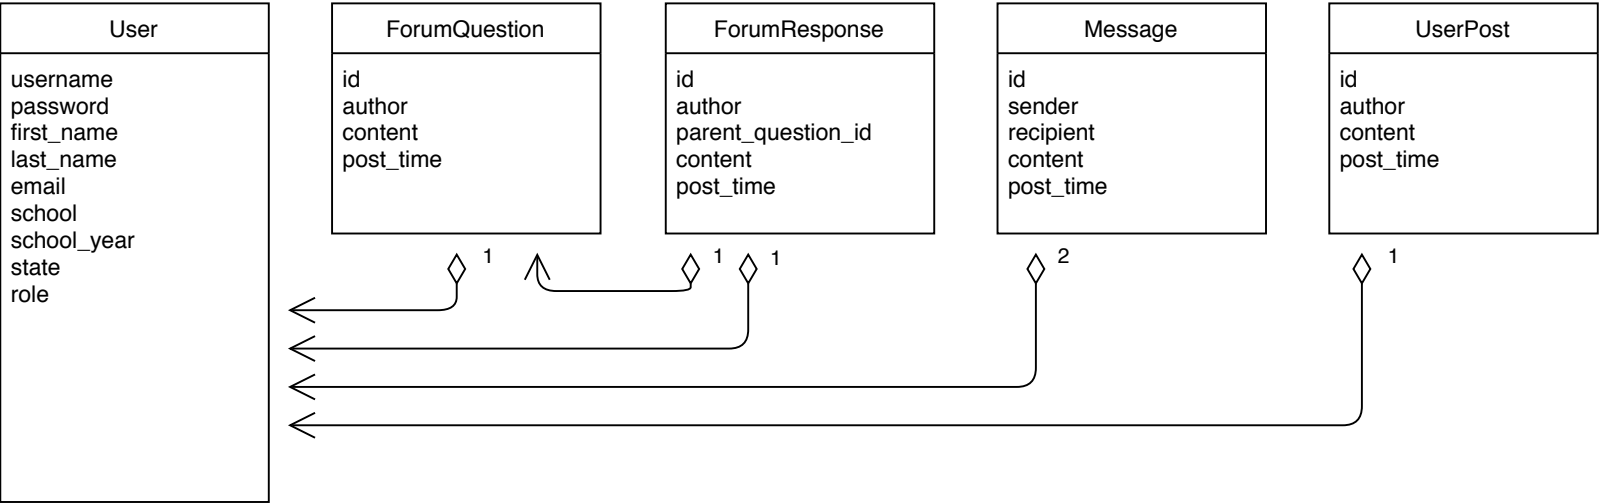 User
username
password
first_name
last_name
email
school
school_year
state
role
ForumQuestion
id
author
content
post_time
1
ForumResponse
id
author
parent_question_id
content
post_time
1
1
Message
id
sender
recipient
content
post_time
2
UserPost
id
author
content
post_time
1